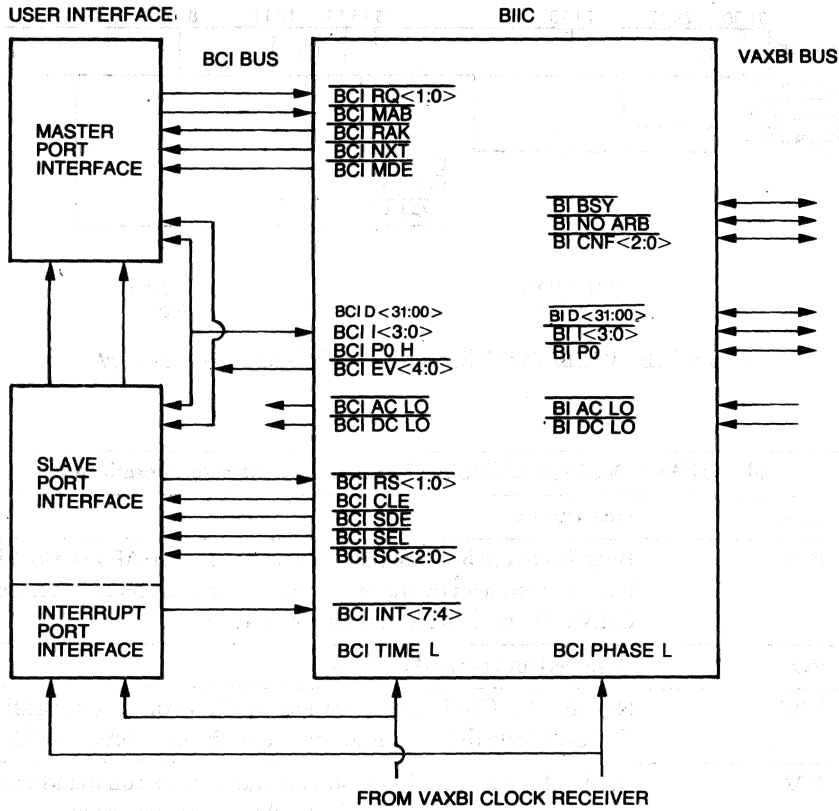 USER INTERFACE
BIIC
BCI BUS
VAXBI BUS
MASTER
PORT
INTERFACE
BCI RQ<1:0>
BCI MAB
BCI RAK
BCI NXT
BCI MDE
BI BSY
BI NO ARB
BI CNF<2:0>
BCI D<31:00>
BCI I<3:0>
BCI P0 H
BCI EV<4:0>
BI D<31:00>
BI I<3:0>
BI P0
BCI AC LO
BCI DC LO
BI AC LO
BI DC LO
SLAVE
PORT
INTERFACE
BCI RS<1:0>
BCI CLE
BCI SDE
BCI SEL
BCI SC<2:0>
INTERRUPT
PORT
INTERFACE
BCI INT<7:4>
BCI TIME L
BCI PHASE L
FROM VAXBI CLOCK RECEIVER